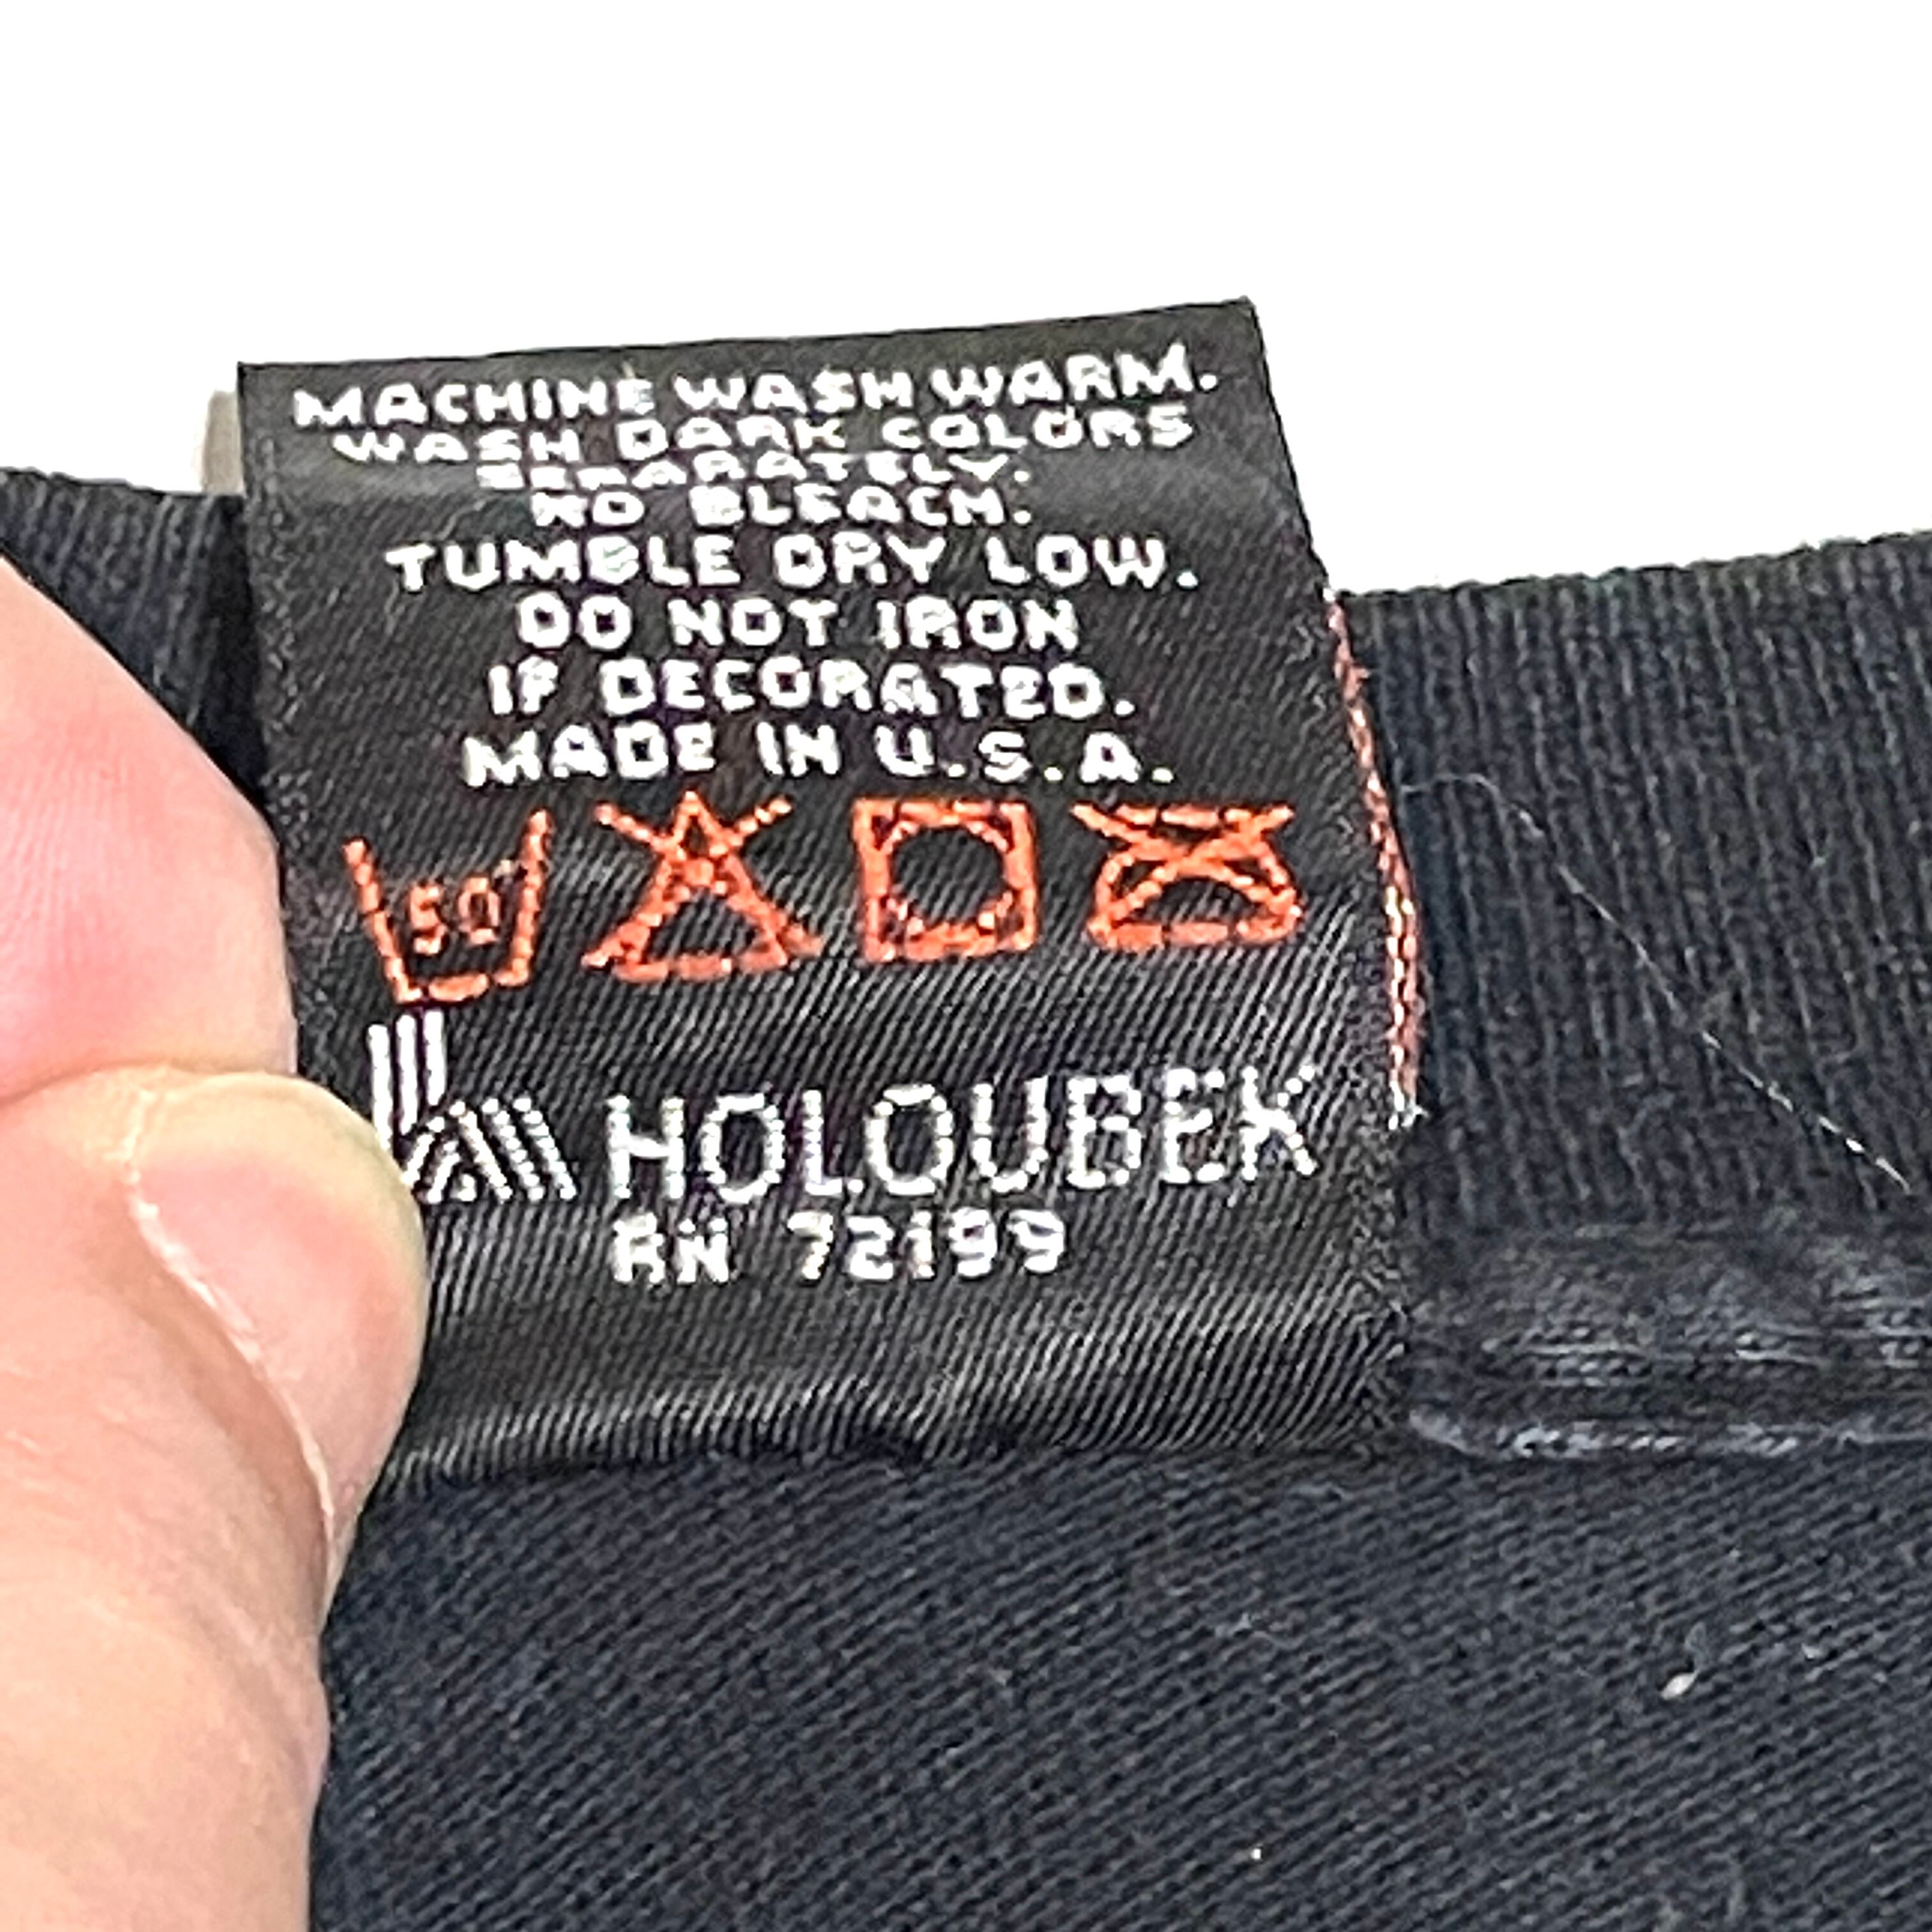 MACHINE WASH WARM.
WASH DARK COLORS
SEPARATELY.
NO BLEACH.
TUMBLE DRY LOW.
DO NOT IRON
IF DECORATED.
MADE IN U.S.A.
50°
HOLOUBEK
RN 72199